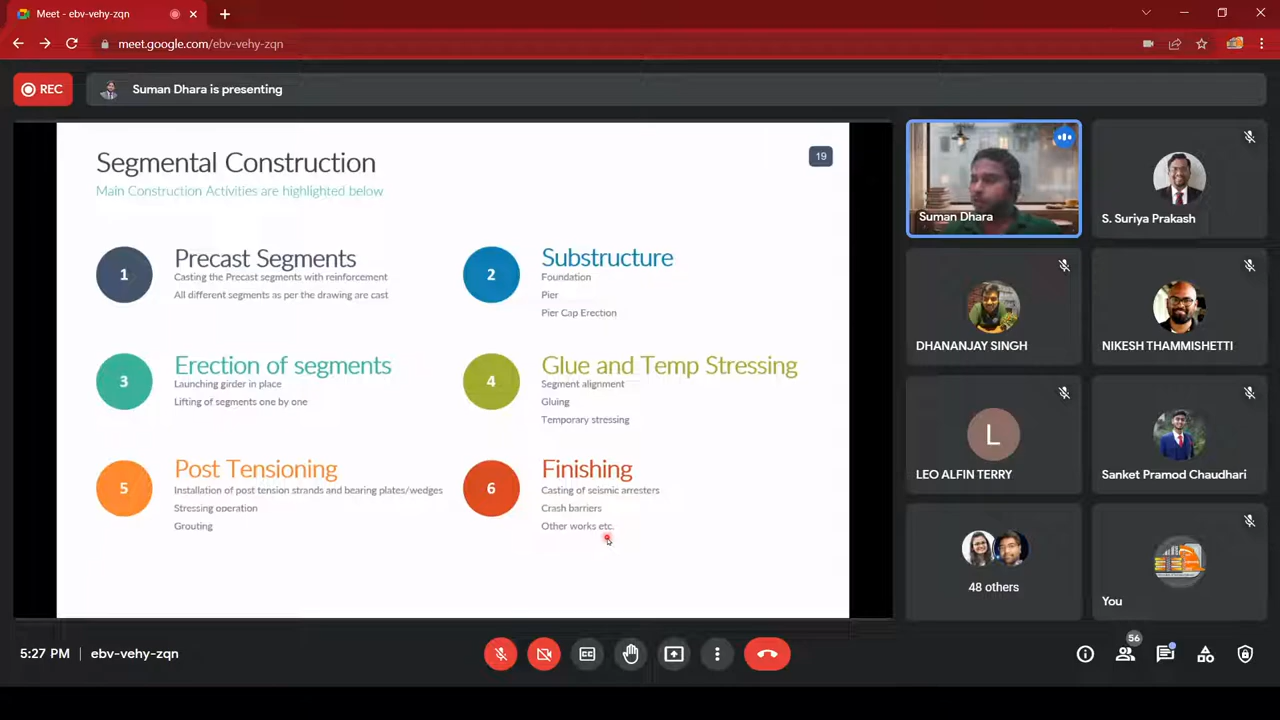 Meet - ebv-vehy-zqn
meet.google.com/ebv-vehy-zqn
REC
Suman Dhara is presenting
Segmental Construction
19
Main Construction Activities are highlighted below
1
Precast Segments
Casting the Precast segments with reinforcement
All different segments as per the drawing are cast
2
Substructure
Foundation
Pier
Pier Cap Erection
3
Erection of segments
Launching girder in place
Lifting of segments one by one
4
Glue and Temp Stressing
Segment alignment
Gluing
Temporary stressing
5
Post Tensioning
Installation of post tension strands and bearing plates/wedges
Stressing operation
Grouting
6
Finishing
Casting of seismic arresters
Crash barriers
Other works etc.
Suman Dhara
S. Suriya Prakash
DHANANJAY SINGH
NIKESH THAMMISHETTI
L
LEO ALFIN TERRY
Sanket Pramod Chaudhari
48 others
You
5:27 PM | ebv-vehy-zqn
CC
56